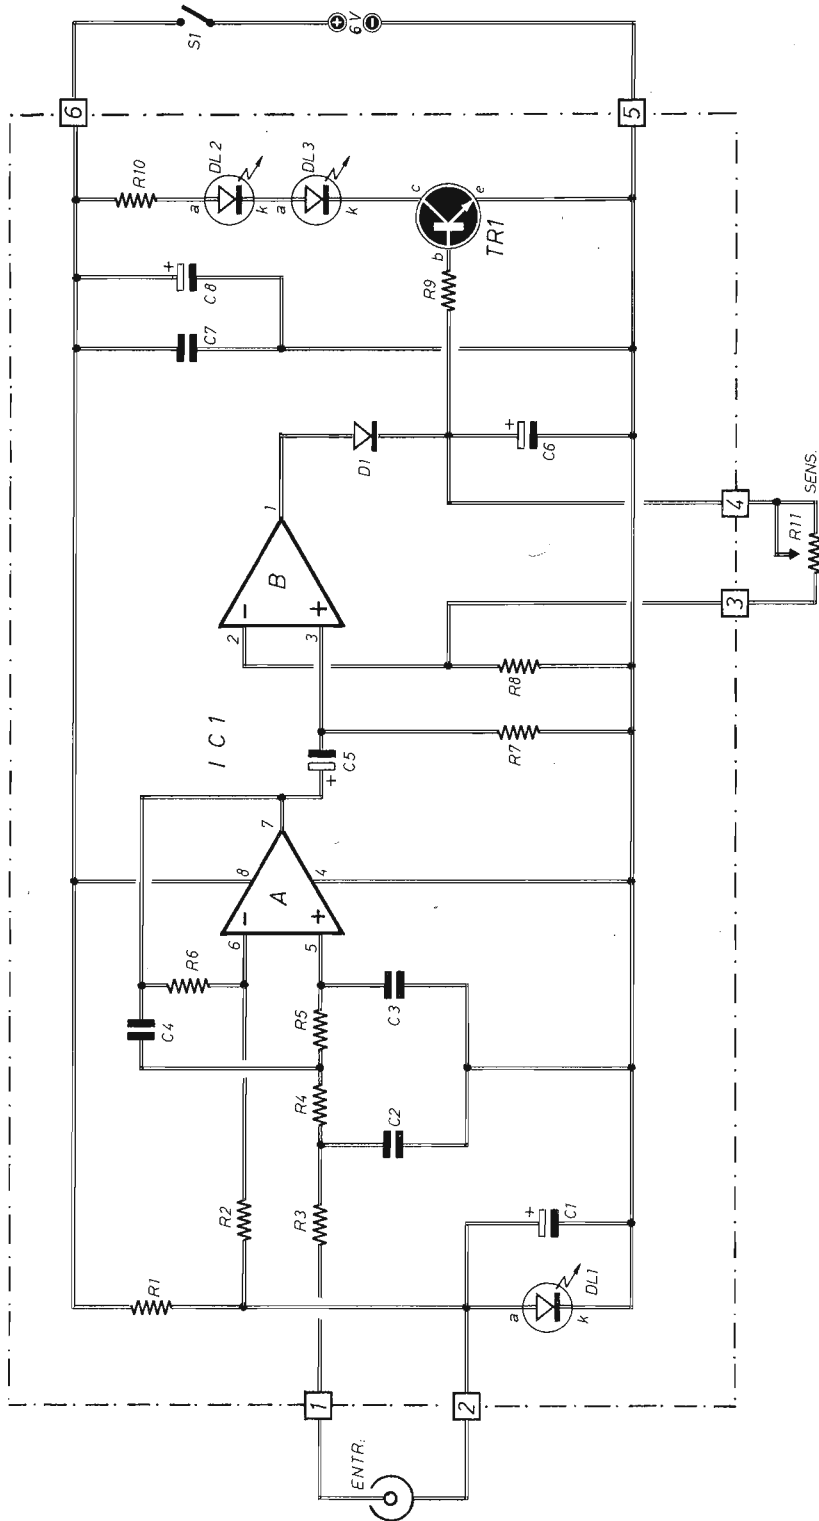 ENTR.
1
2
R1
R2
R3
C2
R4
R5
C3
C4
R6
a
k
DL1
+
C1
6
5
-
+
A
8
4
7
IC1
+
C5
R7
R8
2
3
-
+
B
1
D1
+
C6
C7
+
C8
R9
R10
a
k
DL2
a
k
DL3
b
c
e
TR1
3
4
R11
SENS.
6
5
S1
+
6V
-